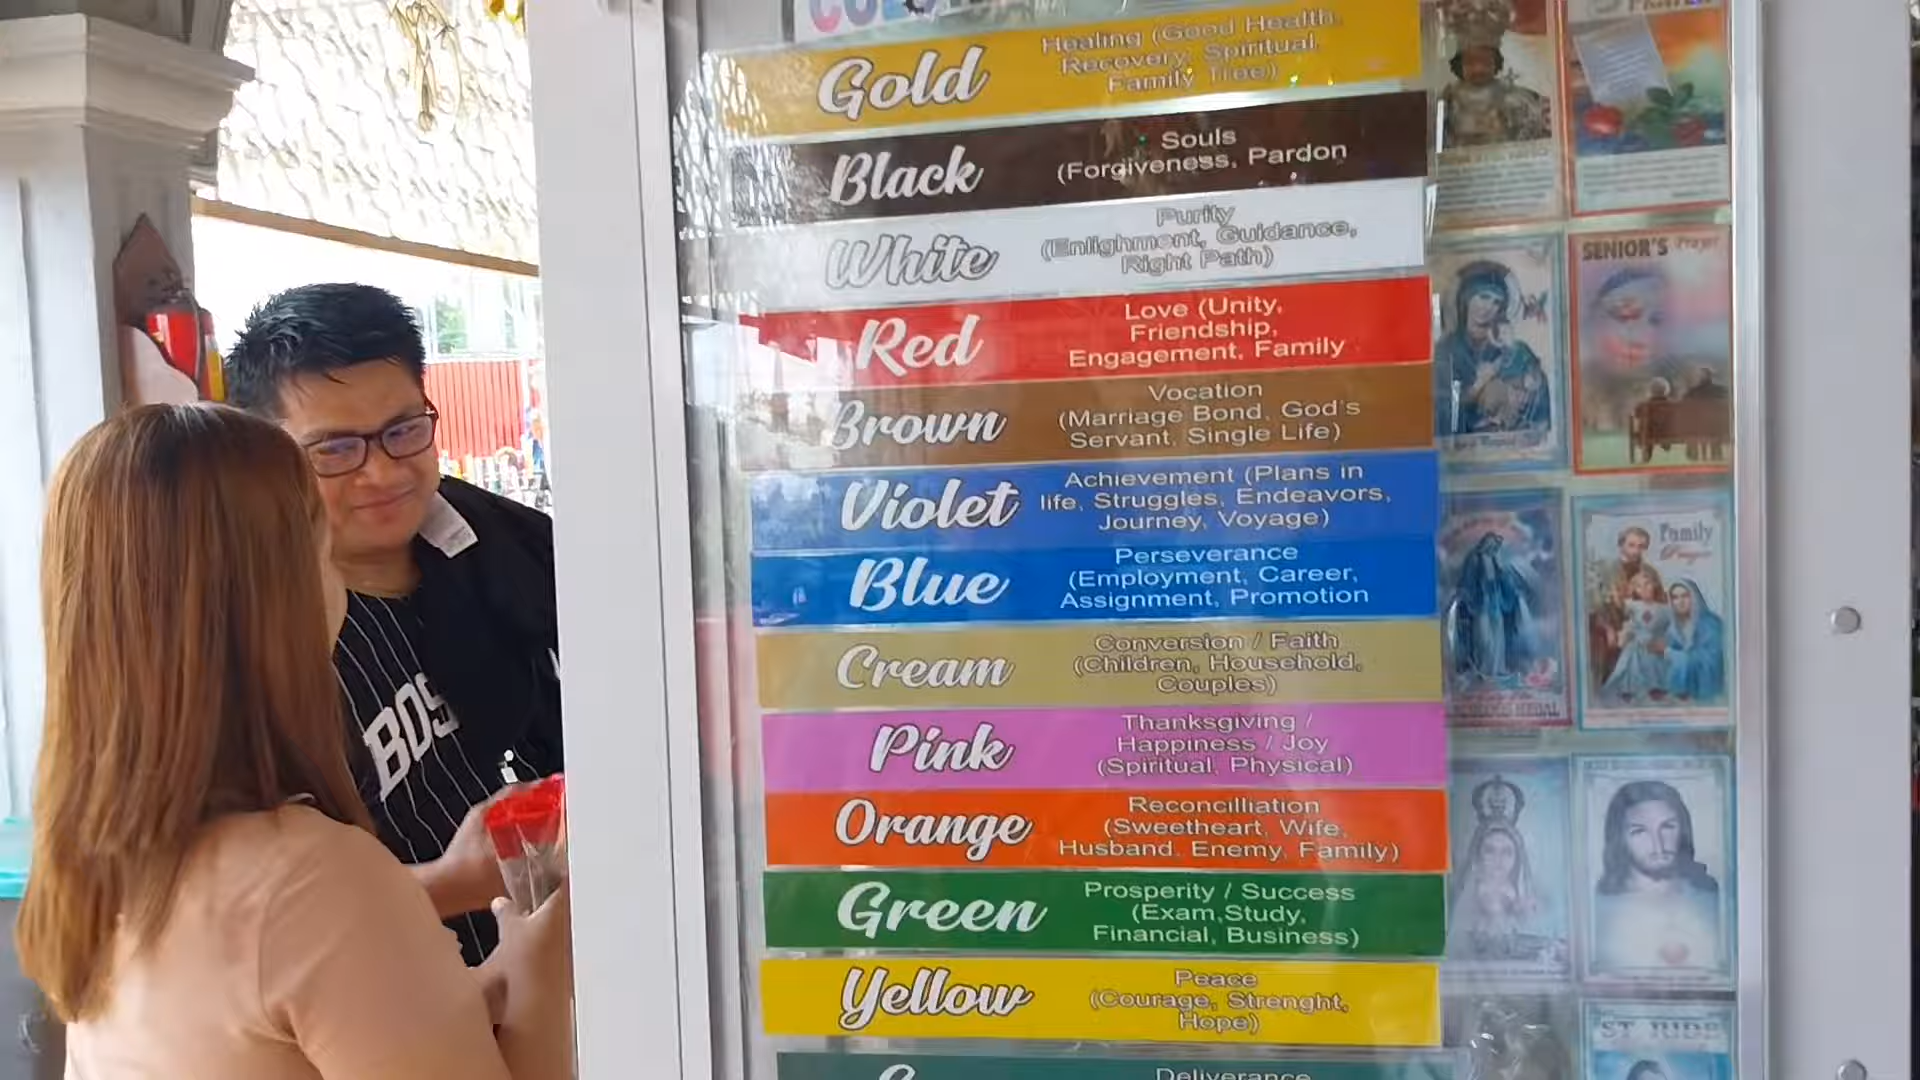 Gold
Healing (Good Health,
Recovery, Spiritual,
Family Tree)
Black
Souls
(Forgiveness, Pardon
White
Purity
(Enlighment, Guidance,
Right Path)
Red
Love (Unity,
Friendship,
Engagement, Family
Brown
Vocation
(Marriage Bond, God's
Servant, Single Life)
Violet
Achievement (Plans in
life, Struggles, Endeavors,
Journey, Voyage)
Blue
Perseverance
(Employment, Career,
Assignment, Promotion
Cream
Conversion / Faith
(Children, Household,
Couples)
Pink
Thanksgiving /
Happiness / Joy
(Spiritual, Physical)
Orange
Reconcilliation
(Sweetheart, Wife,
Husband, Enemy, Family)
Green
Prosperity / Success
(Exam,Study,
Financial, Business)
Yellow
Peace
(Courage, Strenght,
Hope)
Deliverance
SENIOR'S Prayer
Family
Prayer
MEDAL
ST. JUDE
BOS